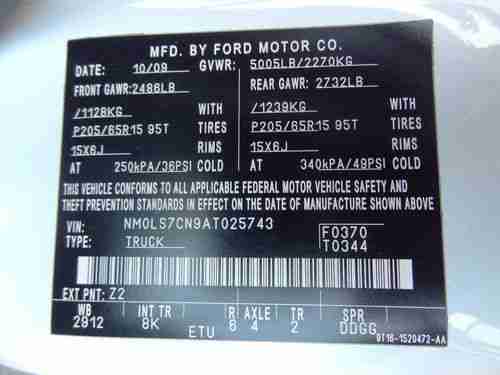 MFD. BY FORD MOTOR CO.
DATE: 10/09 GVWR: 5005LB/2270KG
FRONT GAWR: 2486LB REAR GAWR: 2732LB
/1128KG WITH /1239KG WITH
P205/65R15 95T TIRES P205/65R15 95T TIRES
15X6J RIMS 15X6J RIMS
AT 250kPA/36PSI COLD AT 340kPA/49PSI COLD
THIS VEHICLE CONFORMS TO ALL APPLICABLE FEDERAL MOTOR VEHICLE SAFETY AND
THEFT PREVENTION STANDARDS IN EFFECT ON THE DATE OF MANUFACTURE SHOWN ABOVE
VIN: NM0LS7CN9AT025743 F0370
TYPE: TRUCK T0344
EXT PNT: Z2
WB INT TR R AXLE TR SPR
2912 8K 6 4 2 DDGG
ETU
9T16-1520472-AA